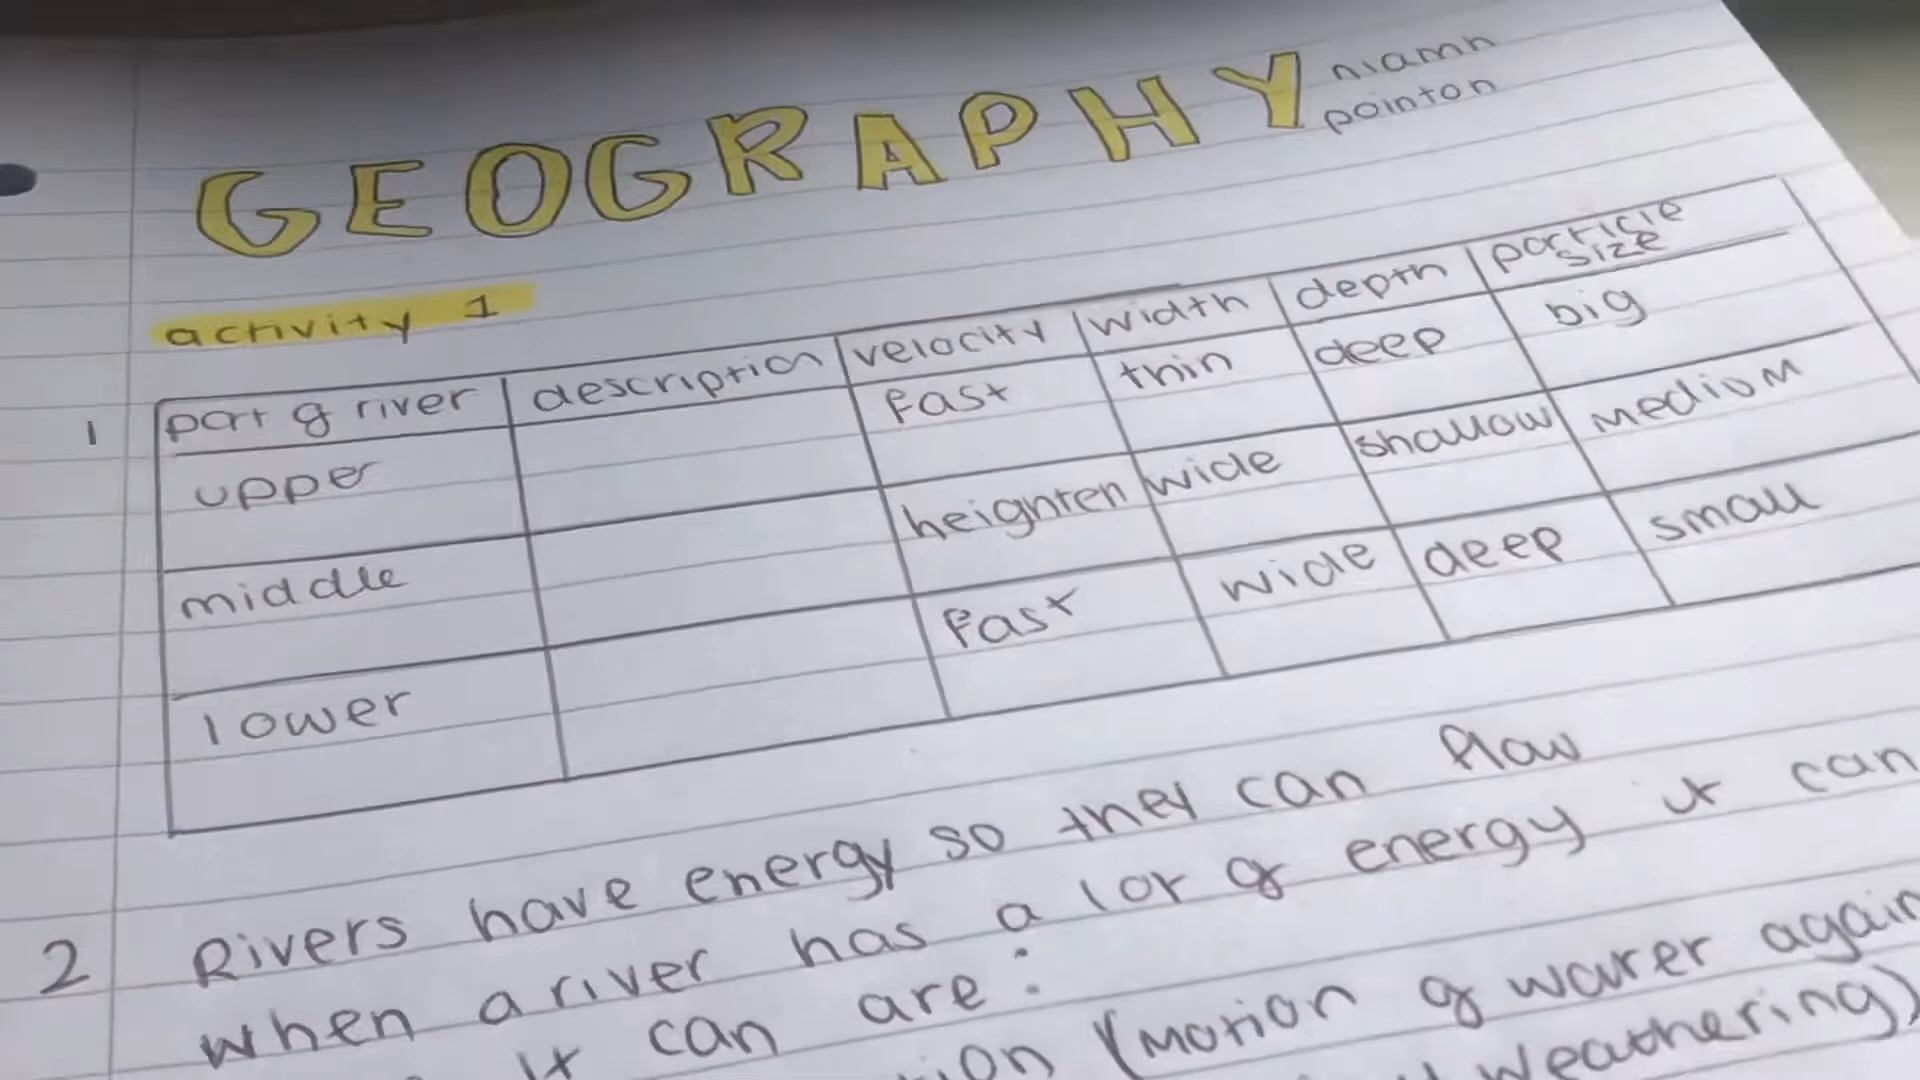 GEOGRAPHY
niamh
pointon
activity 1
1
part of river description velocity width depth particle size
upper fast thin deep big
middle heighten wide shallow medium
lower fast wide deep small
2 Rivers have energy so they can flow
when a river has a lot of energy it can
it can are:
(motion of water
weathering)